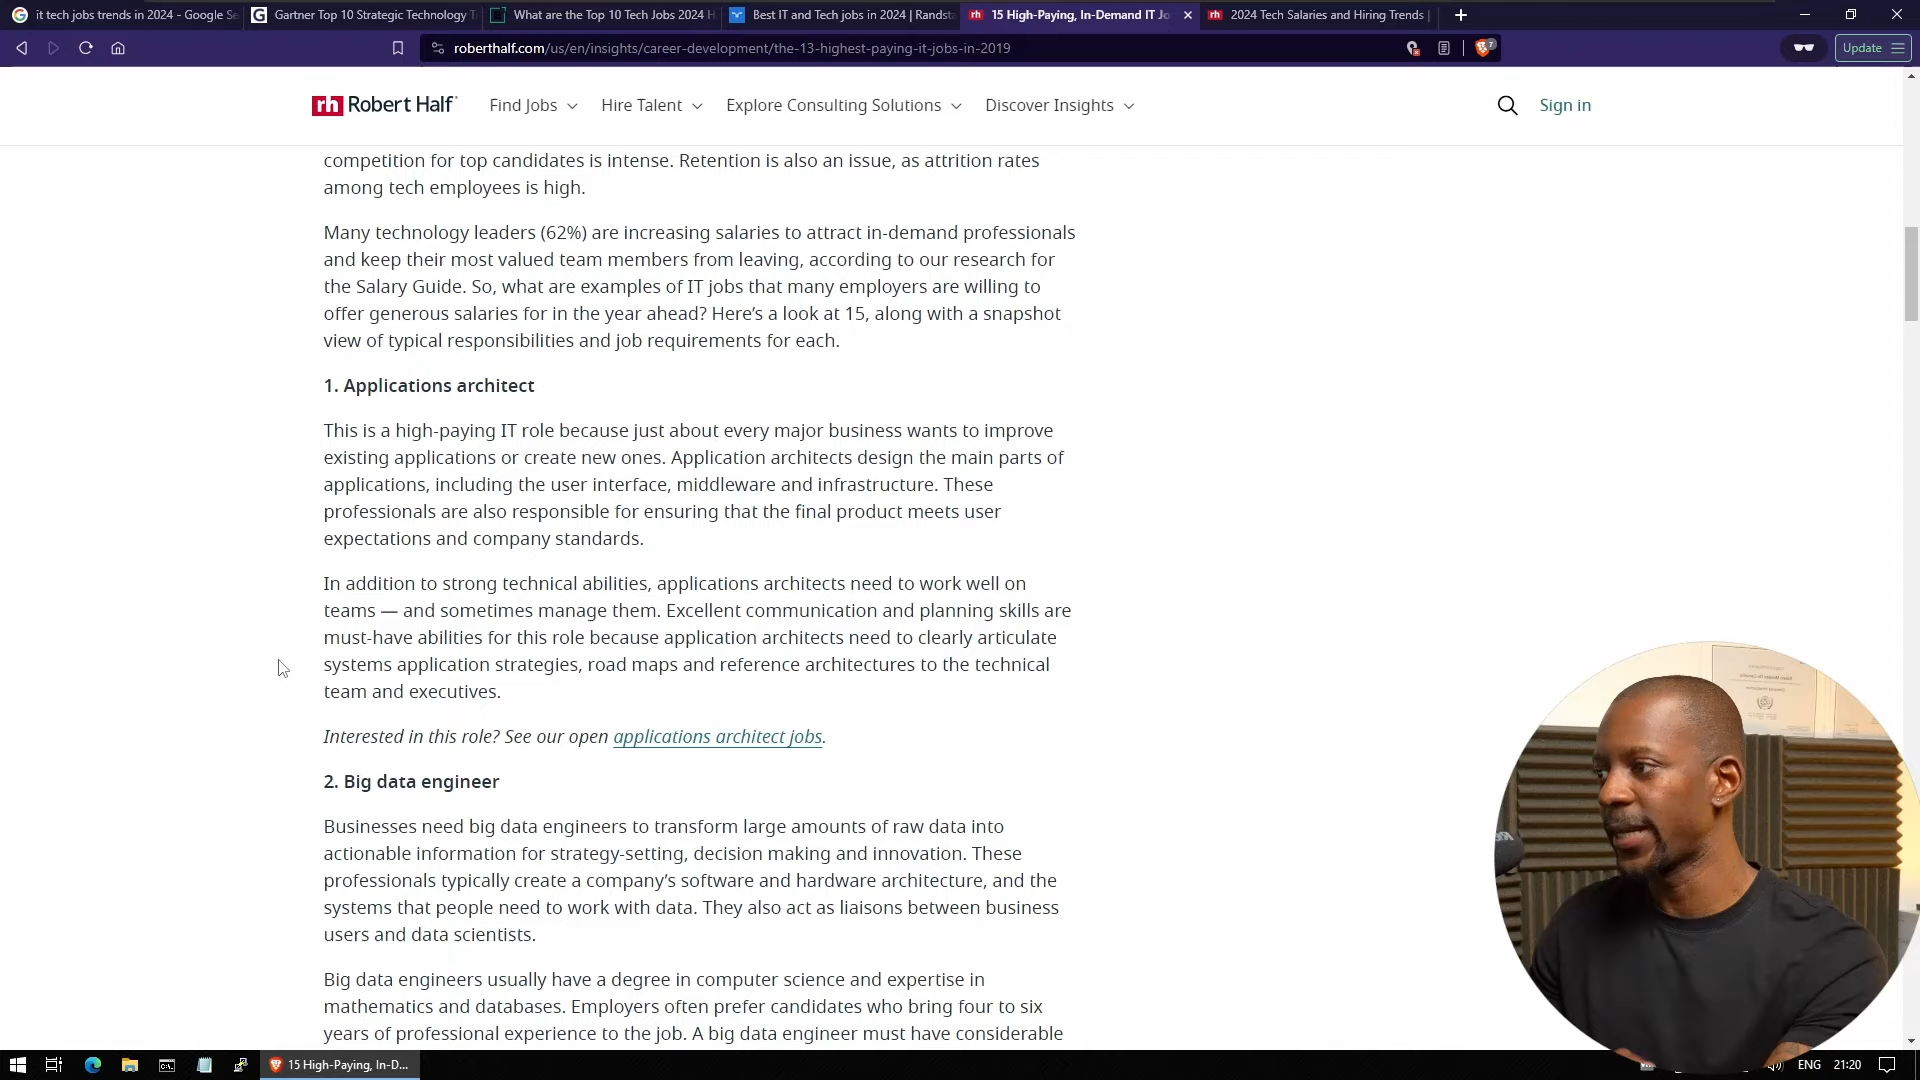 it tech jobs trends in 2024 - Google Se
Gartner Top 10 Strategic Technology T
What are the Top 10 Tech Jobs 2024 H
Best IT and Tech jobs in 2024 | Randsta
15 High-Paying, In-Demand IT Jo
2024 Tech Salaries and Hiring Trends |
roberthalf.com/us/en/insights/career-development/the-13-highest-paying-it-jobs-in-2019
7
Update
rh Robert Half
Find Jobs
Hire Talent
Explore Consulting Solutions
Discover Insights
Sign in
competition for top candidates is intense. Retention is also an issue, as attrition rates
among tech employees is high.
Many technology leaders (62%) are increasing salaries to attract in-demand professionals
and keep their most valued team members from leaving, according to our research for
the Salary Guide. So, what are examples of IT jobs that many employers are willing to
offer generous salaries for in the year ahead? Here’s a look at 15, along with a snapshot
view of typical responsibilities and job requirements for each.
1. Applications architect
This is a high-paying IT role because just about every major business wants to improve
existing applications or create new ones. Application architects design the main parts of
applications, including the user interface, middleware and infrastructure. These
professionals are also responsible for ensuring that the final product meets user
expectations and company standards.
In addition to strong technical abilities, applications architects need to work well on
teams — and sometimes manage them. Excellent communication and planning skills are
must-have abilities for this role because application architects need to clearly articulate
systems application strategies, road maps and reference architectures to the technical
team and executives.
Interested in this role? See our open applications architect jobs.
2. Big data engineer
Businesses need big data engineers to transform large amounts of raw data into
actionable information for strategy-setting, decision making and innovation. These
professionals typically create a company’s software and hardware architecture, and the
systems that people need to work with data. They also act as liaisons between business
users and data scientists.
Big data engineers usually have a degree in computer science and expertise in
mathematics and databases. Employers often prefer candidates who bring four to six
years of professional experience to the job. A big data engineer must have considerable
15 High-Paying, In-D...
ENG
21:20